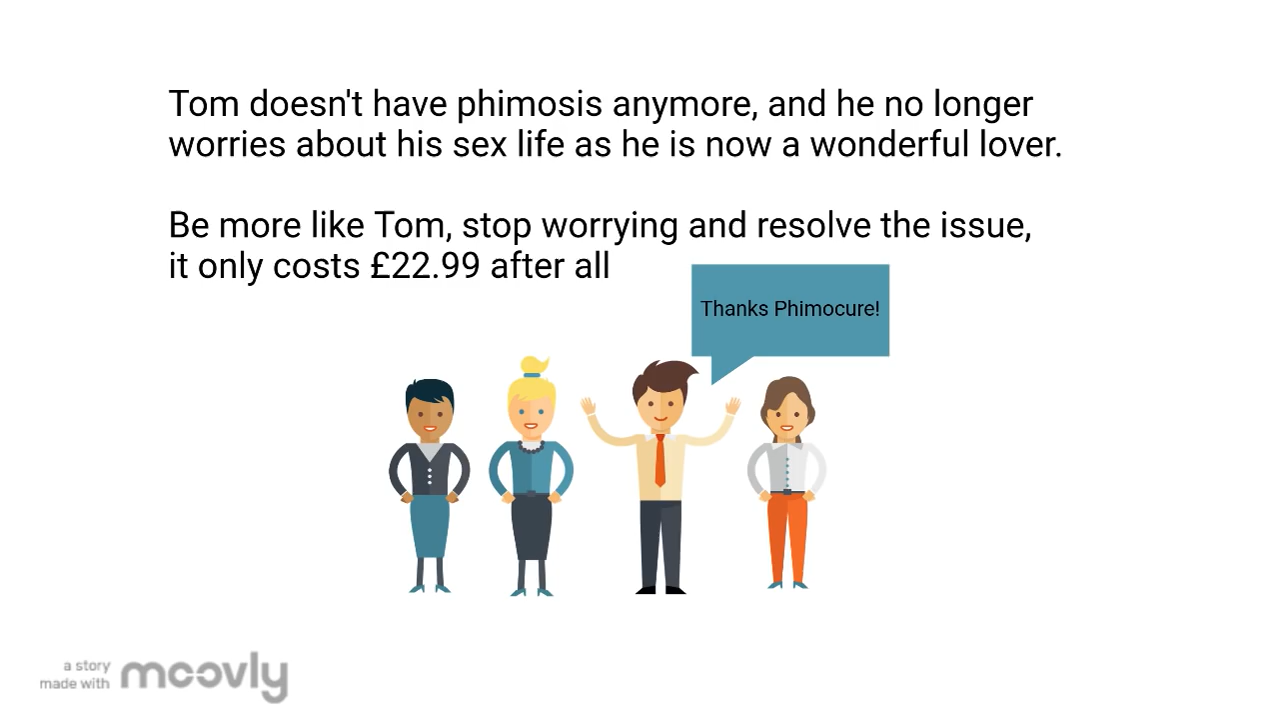 Tom doesn't have phimosis anymore, and he no longer
worries about his sex life as he is now a wonderful lover.
Be more like Tom, stop worrying and resolve the issue,
it only costs £22.99 after all
Thanks Phimocure!
a story
made with
moovly